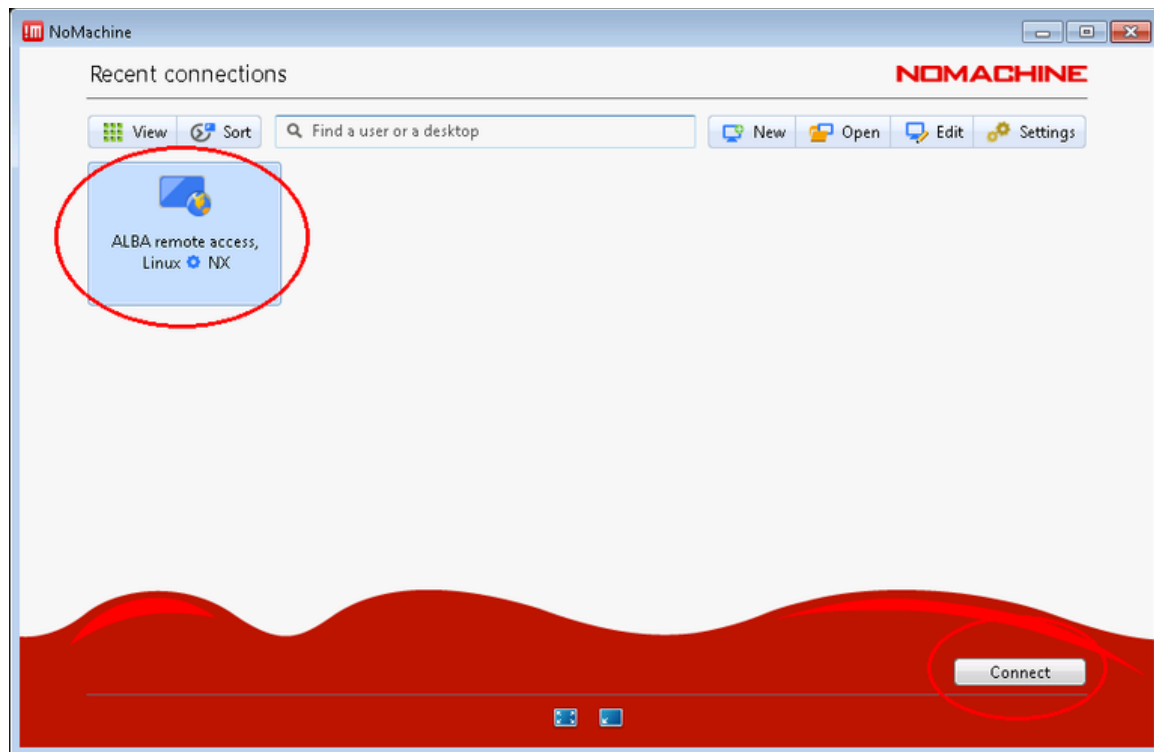 NoMachine
Recent connections
NOMACHINE
View
Sort
Find a user or a desktop
New
Open
Edit
Settings
ALBA remote access,
Linux NX
Connect